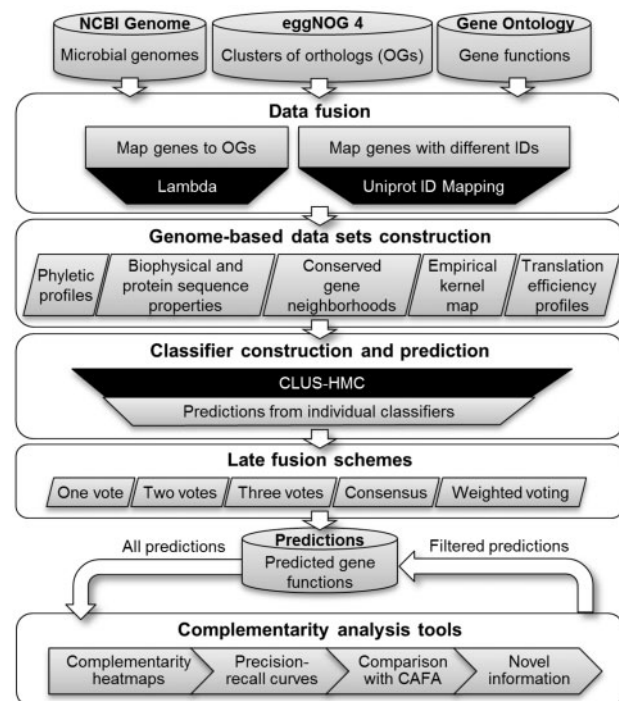 NCBI Genome
Microbial genomes
eggNOG 4
Clusters of orthologs (OGs)
Gene Ontology
Gene functions
Data fusion
Map genes to OGs
Lambda
Map genes with different IDs
Uniprot ID Mapping
Genome-based data sets construction
Phyletic
profiles
Biophysical and
protein sequence
properties
Conserved
gene
neighborhoods
Empirical
kernel
map
Translation
efficiency
profiles
Classifier construction and prediction
CLUS-HMC
Predictions from individual classifiers
Late fusion schemes
One vote
Two votes
Three votes
Consensus
Weighted voting
All predictions
Predictions
Predicted gene
functions
Filtered predictions
Complementarity analysis tools
Complementarity
heatmaps
Precision-
recall curves
Comparison
with CAFA
Novel
information